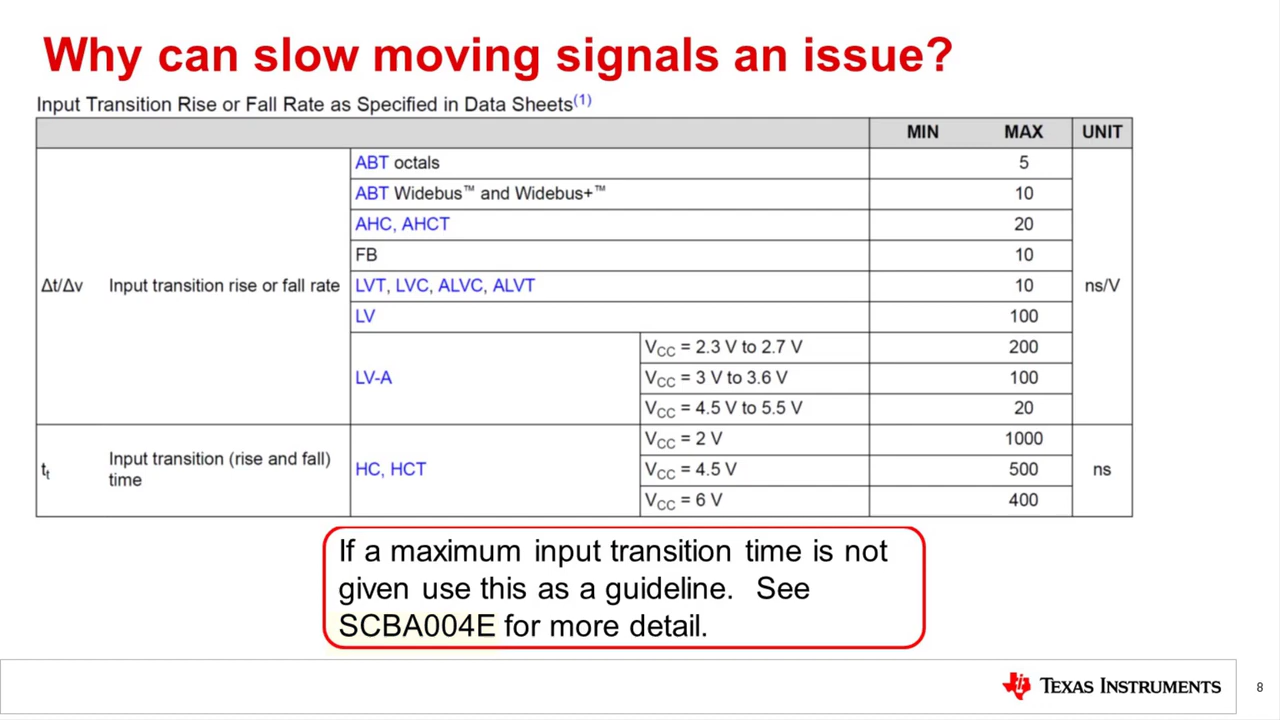 Why can slow moving signals an issue?
Input Transition Rise or Fall Rate as Specified in Data Sheets(1)
MIN MAX UNIT
Δt/Δv Input transition rise or fall rate ABT octals 5 ns/V
ABT Widebus™ and Widebus+™ 10
AHC, AHCT 20
FB 10
LVT, LVC, ALVC, ALVT 10
LV 100
LV-A VCC = 2.3 V to 2.7 V 200
VCC = 3 V to 3.6 V 100
VCC = 4.5 V to 5.5 V 20
tt Input transition (rise and fall) time HC, HCT VCC = 2 V 1000 ns
VCC = 4.5 V 500
VCC = 6 V 400
If a maximum input transition time is not
given use this as a guideline. See
SCBA004E for more detail.
TEXAS INSTRUMENTS
8